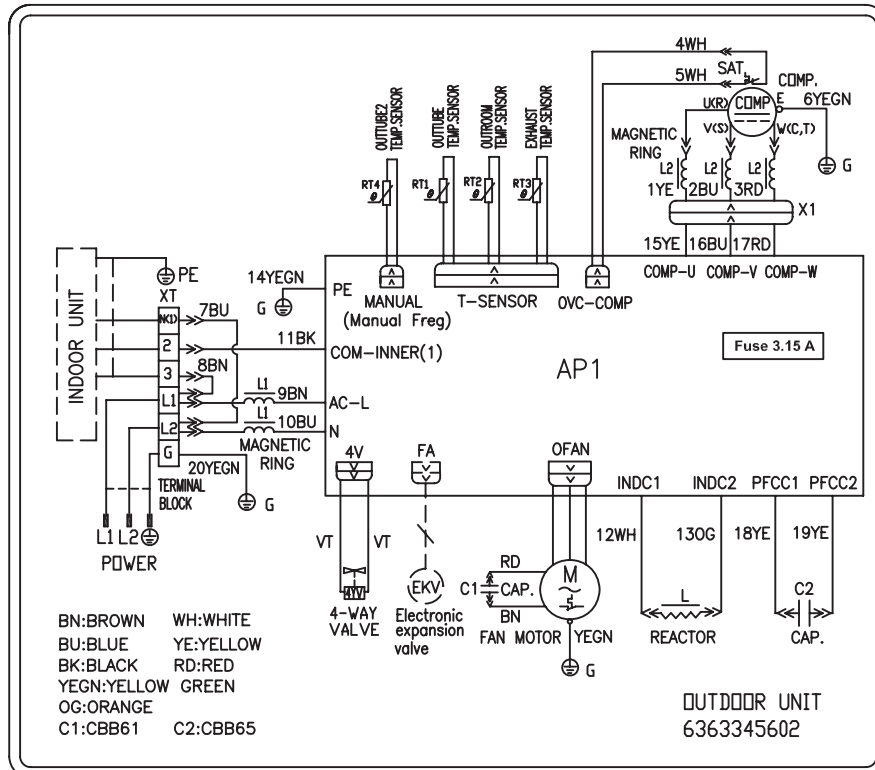 4WH
5WH
SAT
COMP.
COMP
E
6YEGN
U(R)
V(S)
W(C,T)
G
MAGNETIC
RING
L2 L2 L2
1YE 2BU 3RD
X1
15YE 16BU 17RD
COMP-U COMP-V COMP-W
OUTTUBE2
TEMP.SENSOR
OUTTUBE
TEMP.SENSOR
OUTROOM
TEMP.SENSOR
EXHAUST
TEMP.SENSOR
RT4 θ
RT1 θ
RT2 θ
RT3 θ
MANUAL
(Manual Freg)
T-SENSOR
OVC-COMP
Fuse 3.15 A
AP1
INDOOR UNIT
PE
XT
N(1)
2
3
L1
L2
G
7BU
8BN
14YEGN
G
PE
11BK
COM-INNER(1)
L1
9BN
AC-L
L1
10BU
N
MAGNETIC
RING
20YEGN
G
TERMINAL
BLOCK
L1 L2
POWER
4V
FA
OFAN
INDC1 INDC2 PFCC1 PFCC2
VT VT
4YV
4-WAY
VALVE
EKV
Electronic
expansion
valve
RD
C1 CAP.
BN
M
FAN MOTOR
YEGN
G
12WH
13OG
L
REACTOR
18YE
19YE
C2
CAP.
BN:BROWN WH:WHITE
BU:BLUE YE:YELLOW
BK:BLACK RD:RED
YEGN:YELLOW GREEN
OG:ORANGE
C1:CBB61 C2:CBB65
OUTDOOR UNIT
6363345602